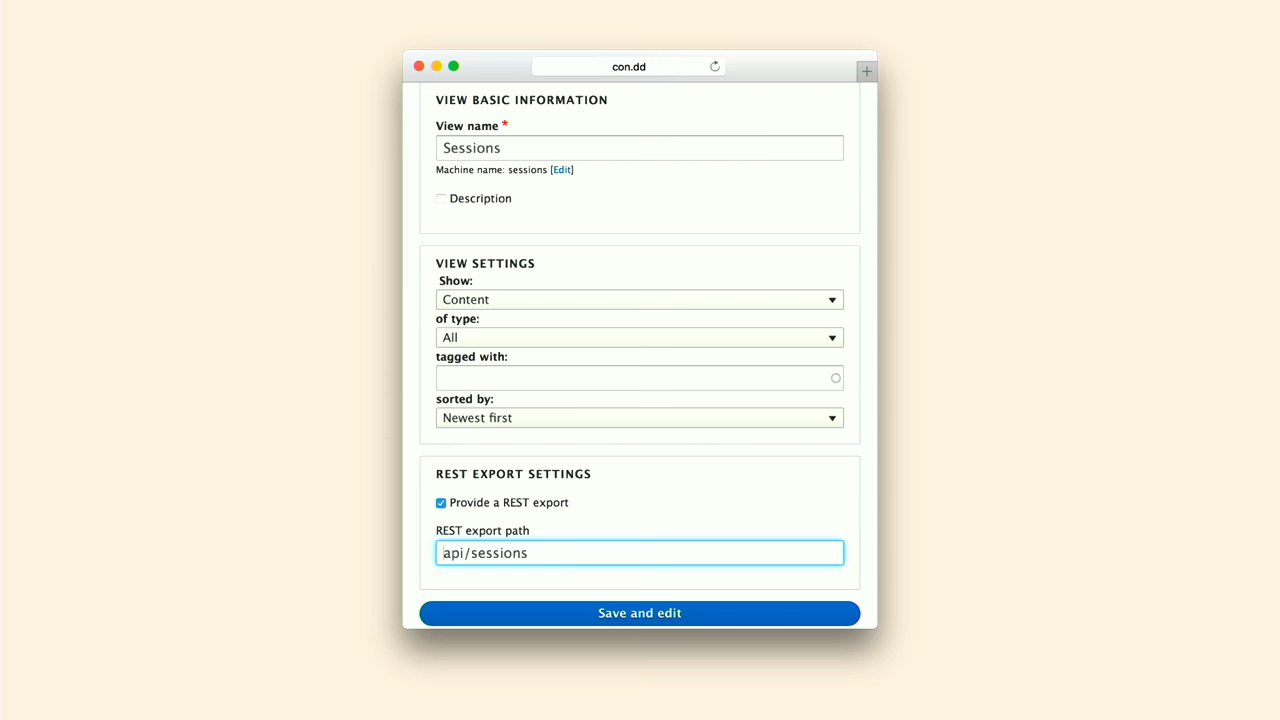 con.dd
VIEW BASIC INFORMATION
View name *
Sessions
Machine name: sessions [Edit]
Description
VIEW SETTINGS
Show:
Content
of type:
All
tagged with:
sorted by:
Newest first
REST EXPORT SETTINGS
Provide a REST export
REST export path
api/sessions
Save and edit